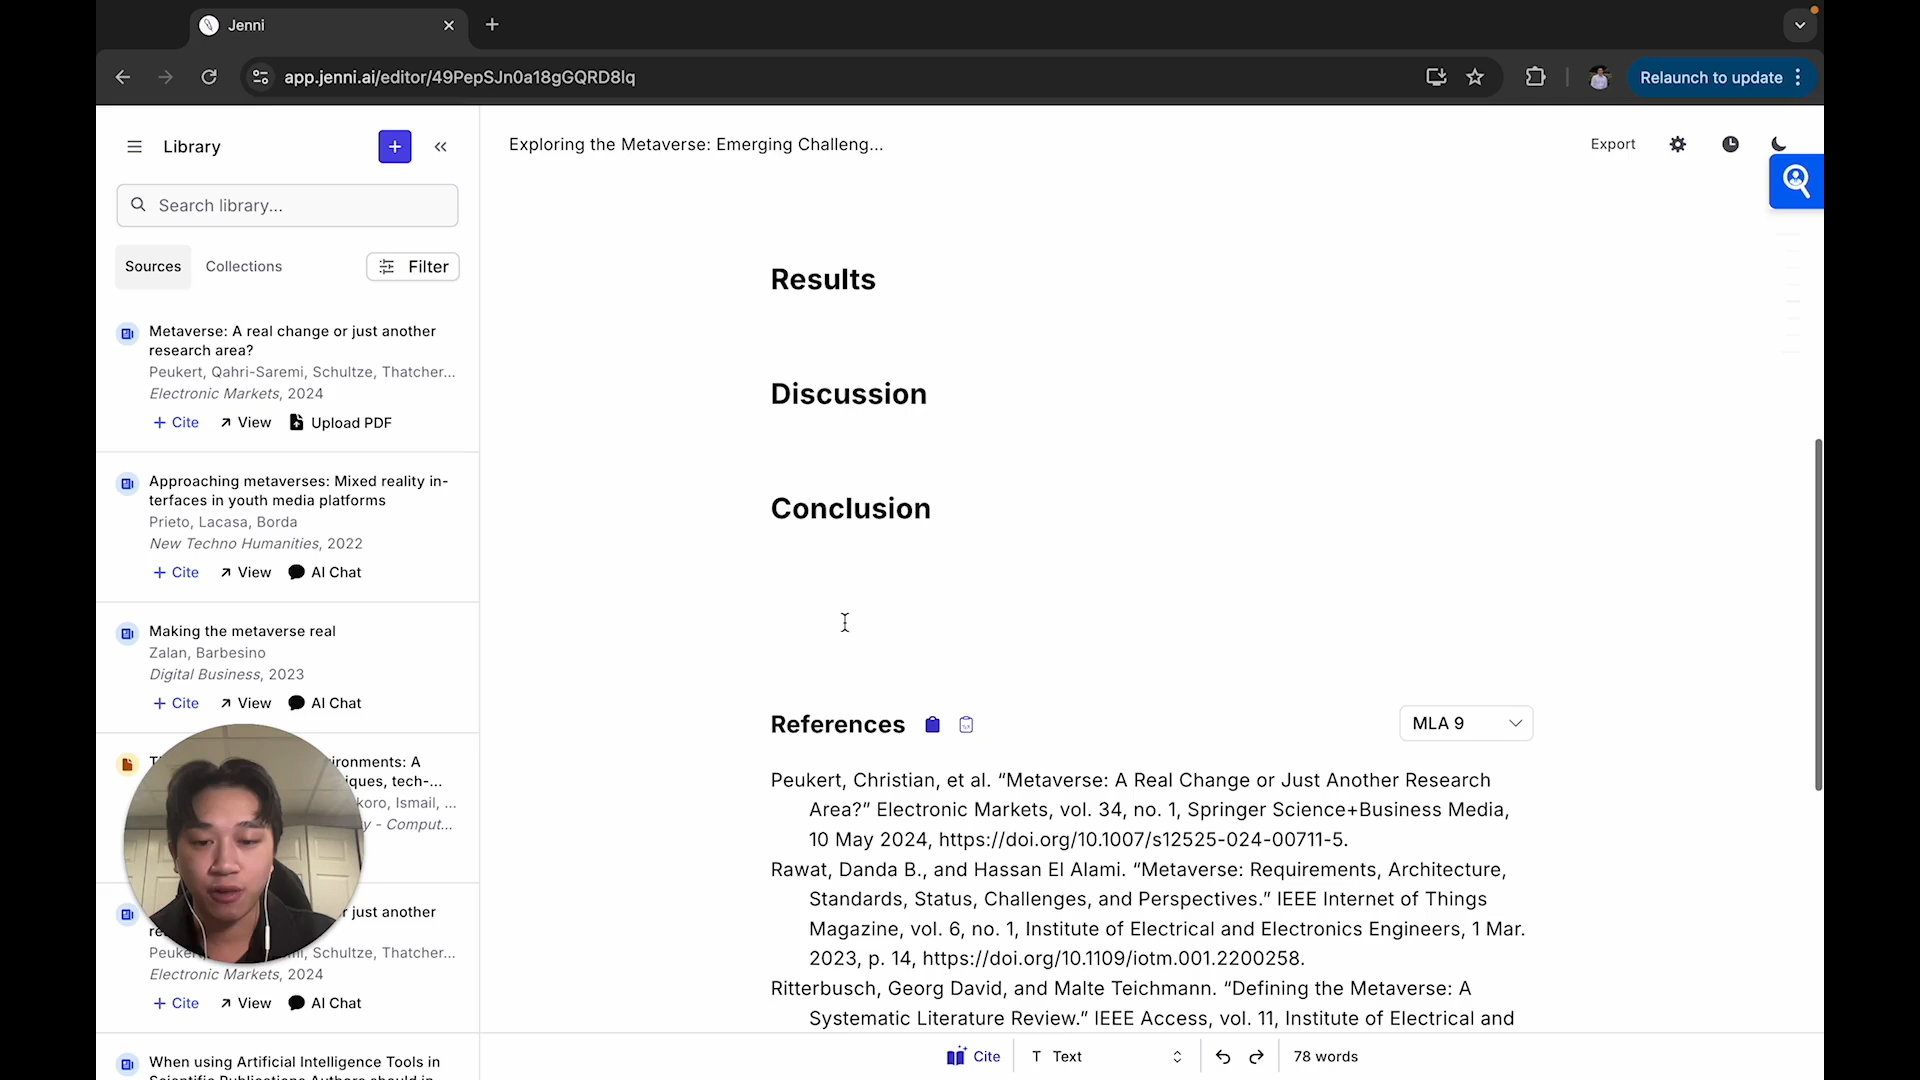 Jenni
app.jenni.ai/editor/49PepSJn0a18gGQRD8lq
Relaunch to update
Library
Search library...
Sources
Collections
Filter
Metaverse: A real change or just another
research area?
Peukert, Qahri-Saremi, Schultze, Thatcher...
Electronic Markets, 2024
Cite
View
Upload PDF
Approaching metaverses: Mixed reality in-
terfaces in youth media platforms
Prieto, Lacasa, Borda
New Techno Humanities, 2022
Cite
View
AI Chat
Making the metaverse real
Zalan, Barbesino
Digital Business, 2023
Cite
View
AI Chat
ironments: A
iques, tech-...
koro, Ismail, ...
y - Comput...
r just another
Peuker
Schultze, Thatcher...
Electronic Markets, 2024
Cite
View
AI Chat
When using Artificial Intelligence Tools in
Exploring the Metaverse: Emerging Challeng...
Export
Results
Discussion
Conclusion
References
MLA 9
Peukert, Christian, et al. “Metaverse: A Real Change or Just Another Research
Area?” Electronic Markets, vol. 34, no. 1, Springer Science+Business Media,
10 May 2024, https://doi.org/10.1007/s12525-024-00711-5.
Rawat, Danda B., and Hassan El Alami. “Metaverse: Requirements, Architecture,
Standards, Status, Challenges, and Perspectives.” IEEE Internet of Things
Magazine, vol. 6, no. 1, Institute of Electrical and Electronics Engineers, 1 Mar.
2023, p. 14, https://doi.org/10.1109/iotm.001.2200258.
Ritterbusch, Georg David, and Malte Teichmann. “Defining the Metaverse: A
Systematic Literature Review.” IEEE Access, vol. 11, Institute of Electrical and
Cite
T Text
78 words